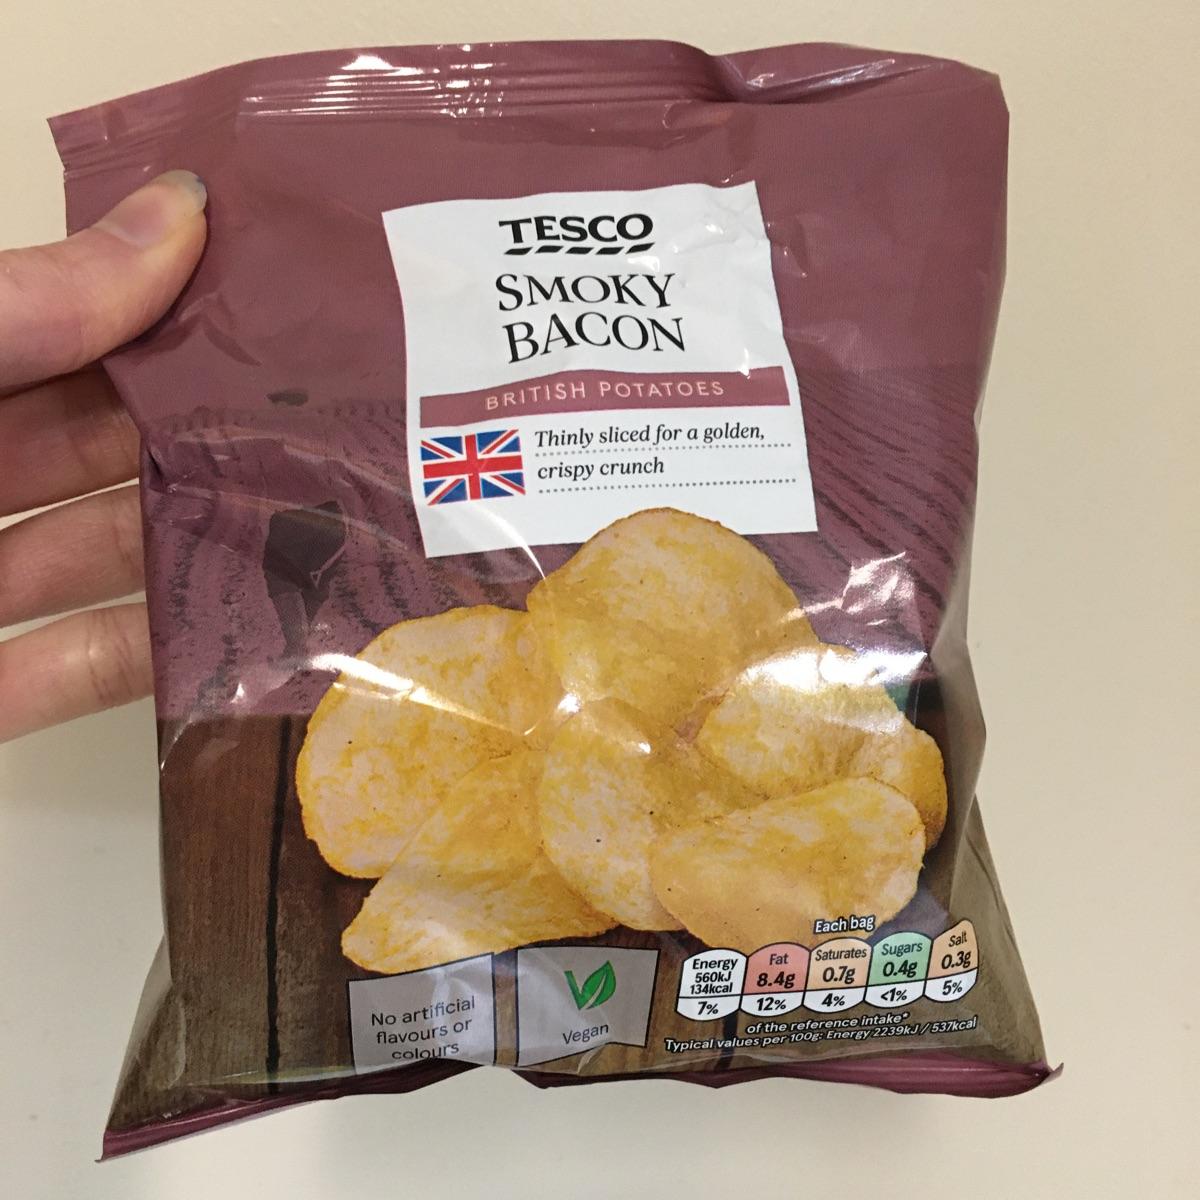 TESCO
SMOKY
BACON
BRITISH POTATOES
Thinly sliced for a golden,
crispy crunch
No artificial
flavours or
colours
Vegan
Each bag
Energy
560kJ
134kcal
7%
Fat
8.4g
12%
Saturates
0.7g
4%
Sugars
0.4g
<1%
Salt
0.3g
5%
of the reference intake*
Typical values per 100g: Energy 2239kJ / 537kcal